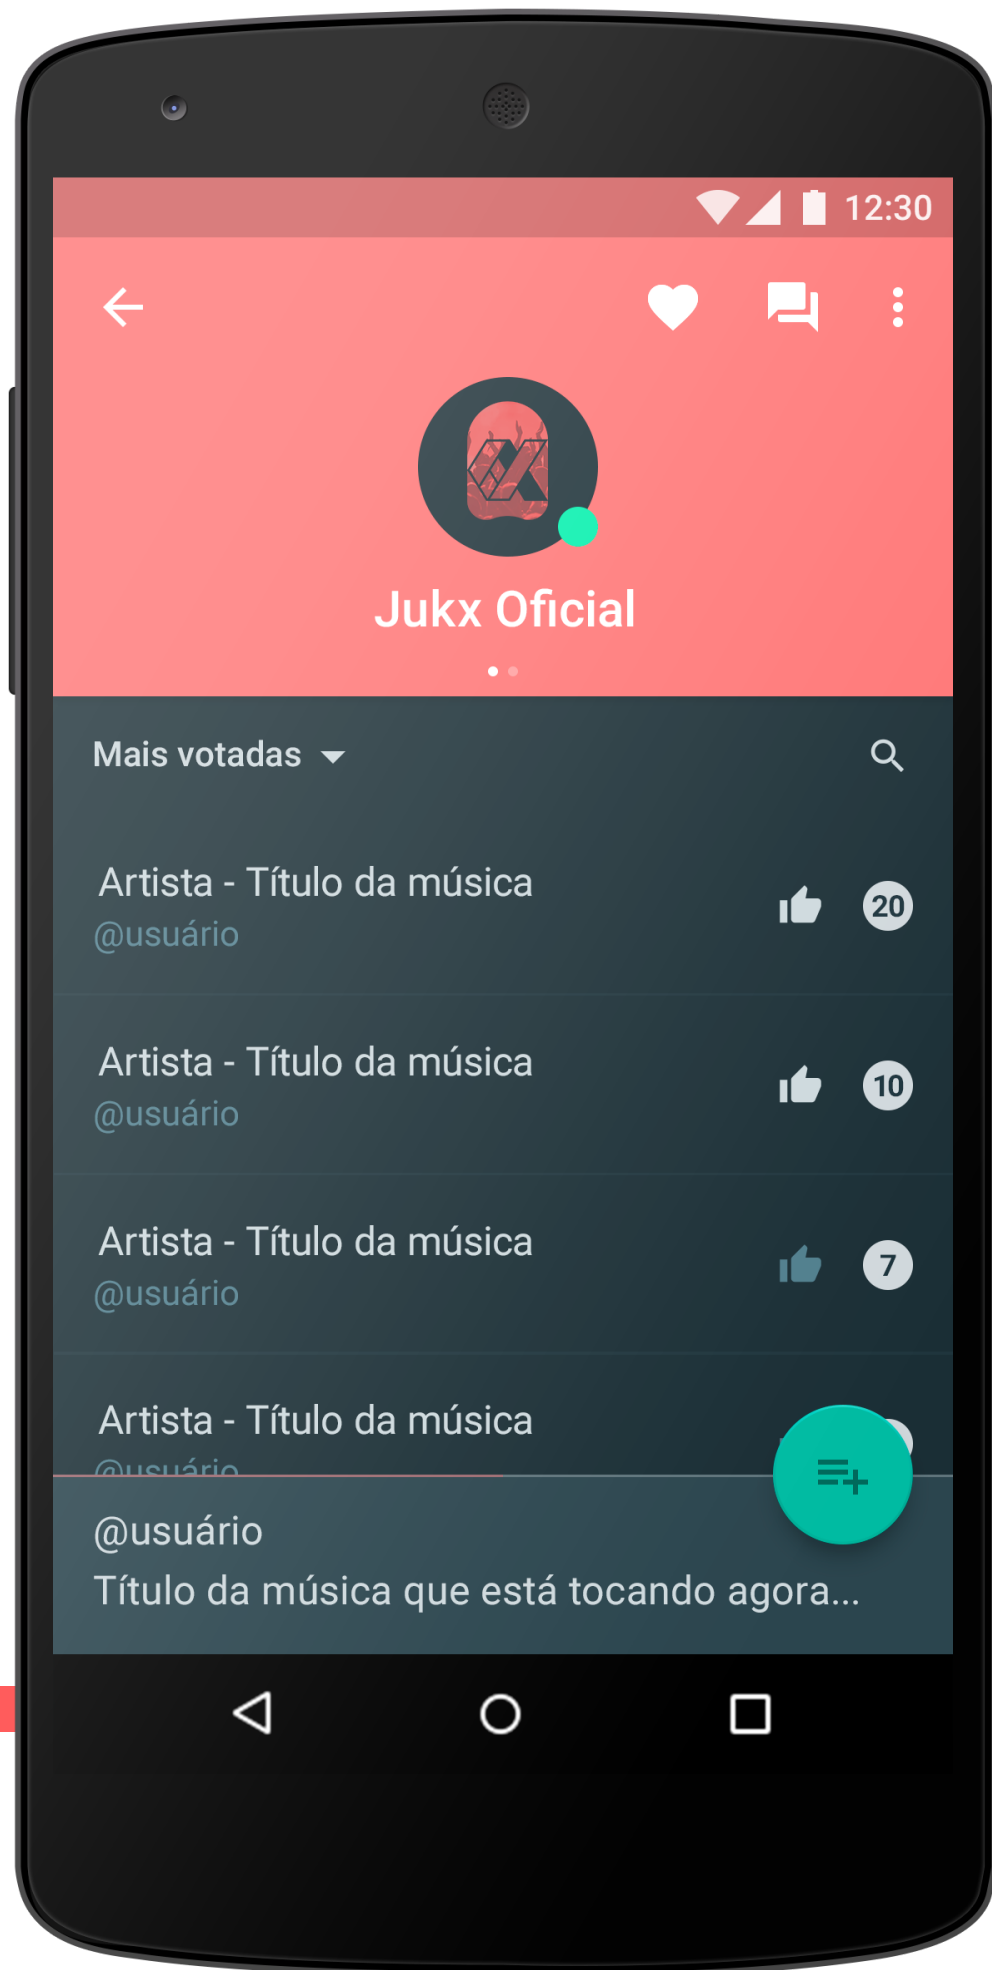 12:30
Jukx Oficial
Mais votadas
Artista - Título da música
@usuário
20
Artista - Título da música
@usuário
10
Artista - Título da música
@usuário
7
Artista - Título da música
@usuário
@usuário
Título da música que está tocando agora...